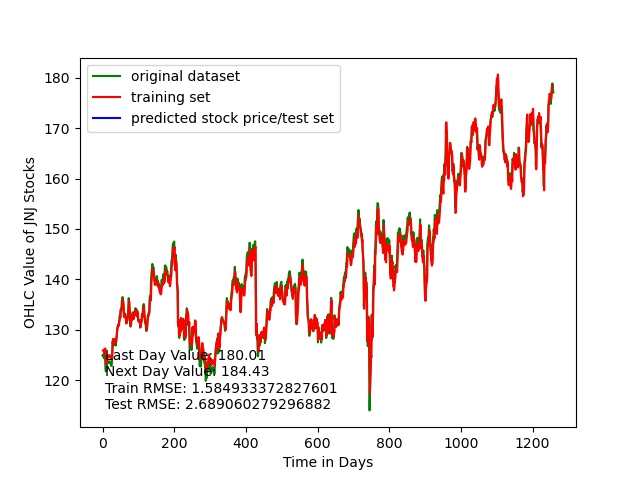 original dataset
training set
predicted stock price/test set
180
170
160
150
140
130
120
OHLC Value of JNJ Stocks
Last Day Value: 180.01
Next Day Value: 184.43
Train RMSE: 1.584933372827601
Test RMSE: 2.689060279296882
0 200 400 600 800 1000 1200
Time in Days